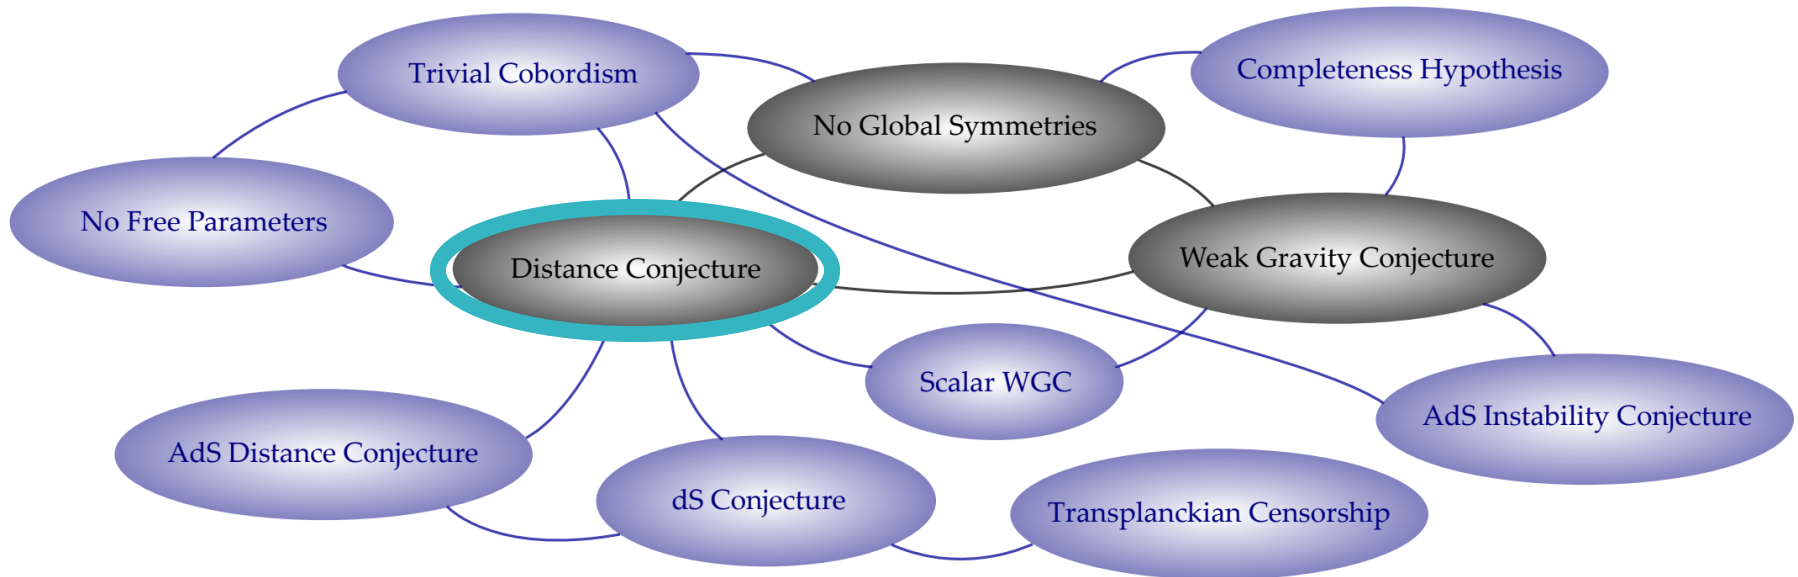 Trivial Cobordism
Completeness Hypothesis
No Global Symmetries
No Free Parameters
Distance Conjecture
Weak Gravity Conjecture
Scalar WGC
AdS Instability Conjecture
AdS Distance Conjecture
dS Conjecture
Transplanckian Censorship